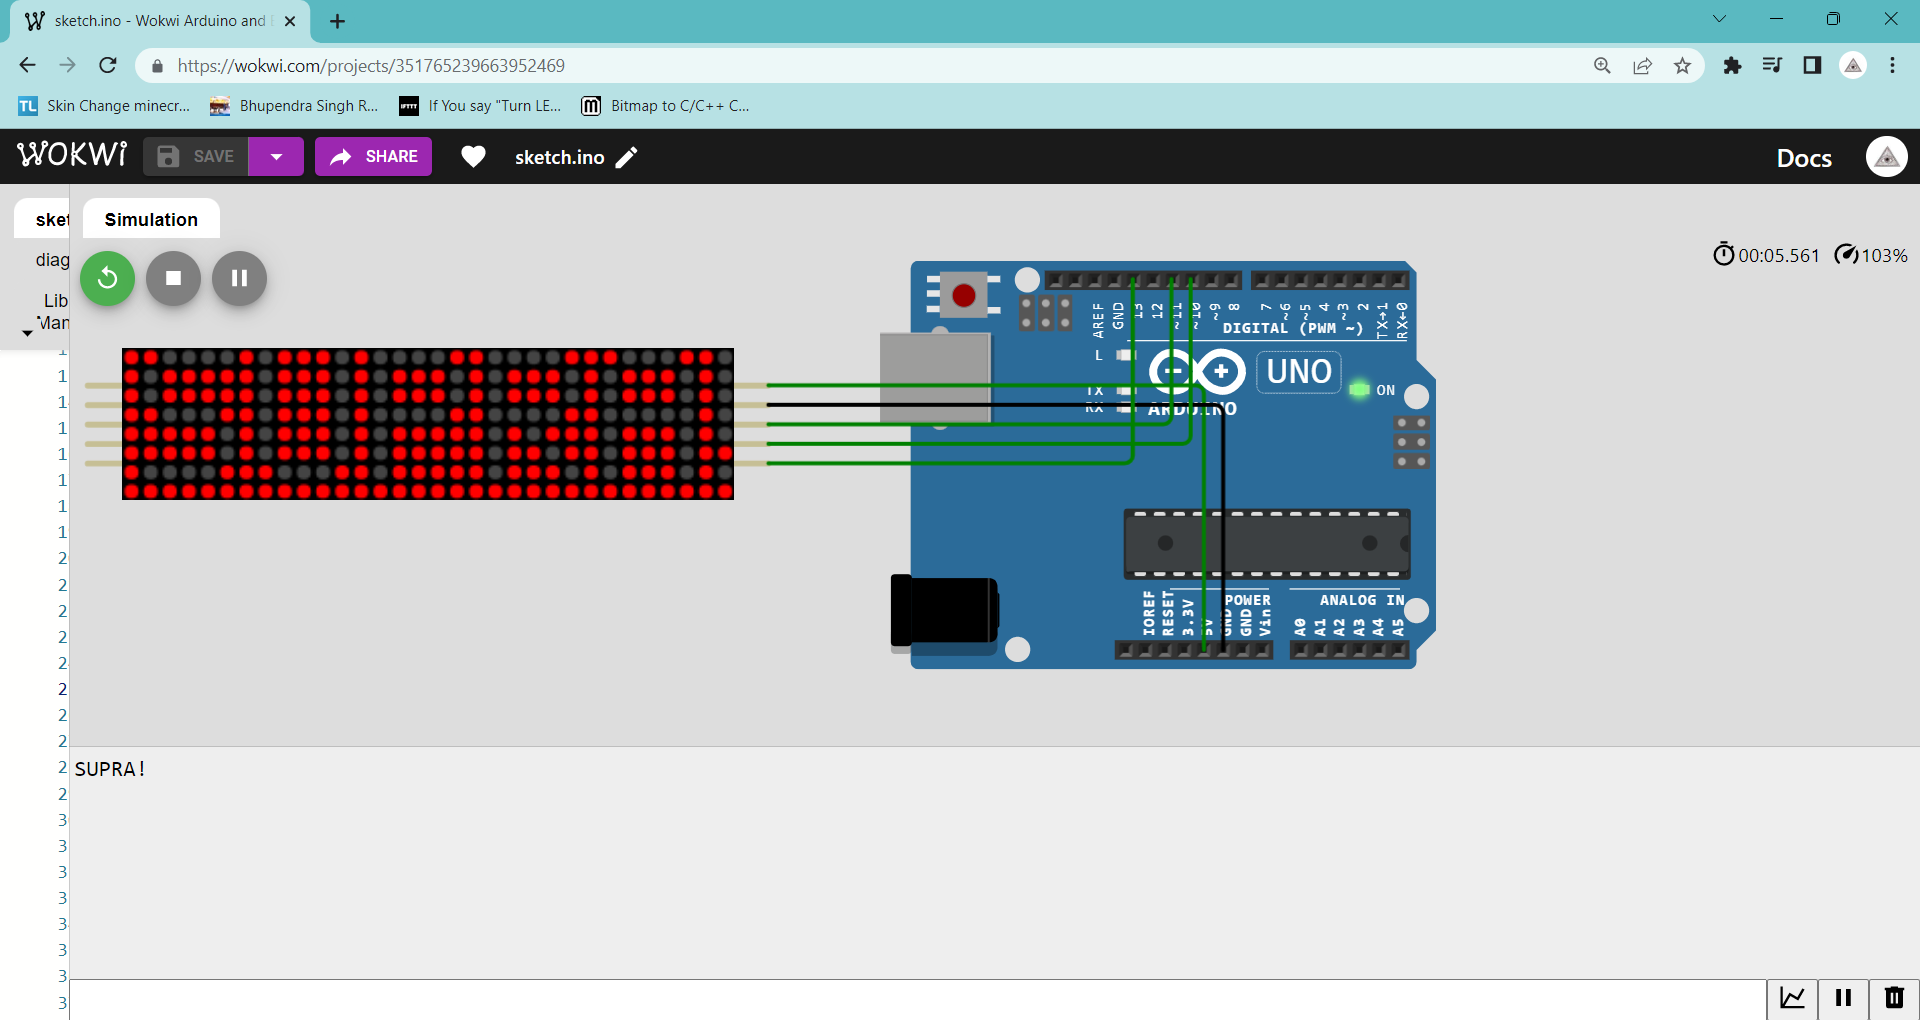 sketch.ino - Wokwi Arduino and
https://wokwi.com/projects/351765239663952469
TL Skin Change minecr...
Bhupendra Singh R...
IFTTT If You say "Turn LE...
m Bitmap to C/C++ C...
WOKWi
SAVE
SHARE
sketch.ino
Docs
sket
Simulation
diag
Lib
Man
00:05.561
103%
SUPRA!
AREF
GND
13
12
~11
~10
~9
8
7
~6
~5
4
~3
2
TX→1
RX←0
DIGITAL (PWM ~)
L
TX
RX
ARDUINO
UNO
ON
IOREF
RESET
3.3V
5V
GND
GND
Vin
POWER
ANALOG IN
A0
A1
A2
A3
A4
A5
1
1
1
1
1
1
1
2
2
2
2
2
2
2
2
2
2
3
3
3
3
3
3
3
3
SUPRA!